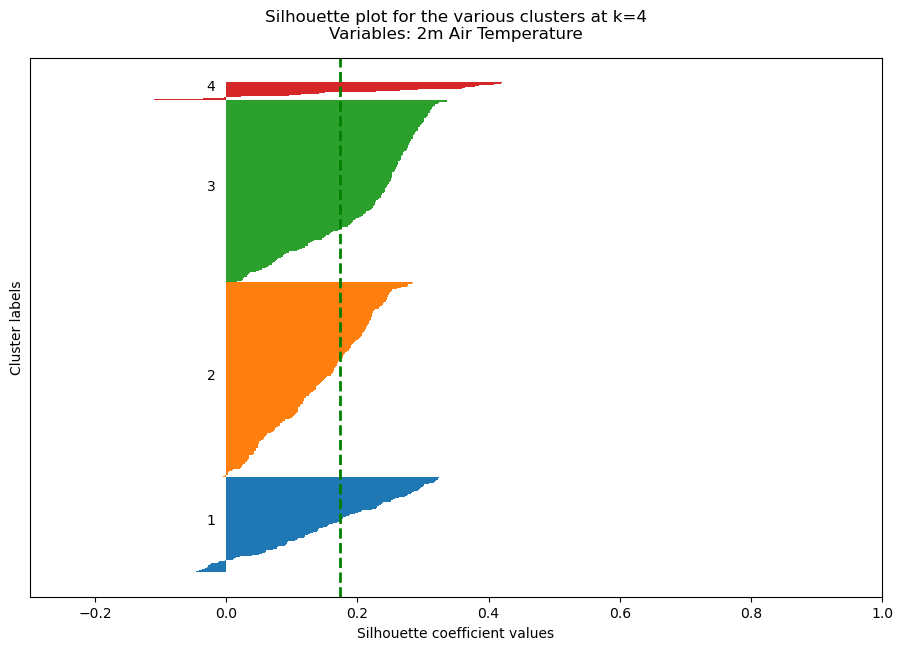 Silhouette plot for the various clusters at k=4
Variables: 2m Air Temperature
4
3
2
1
Cluster labels
−0.2 0.0 0.2 0.4 0.6 0.8 1.0
Silhouette coefficient values